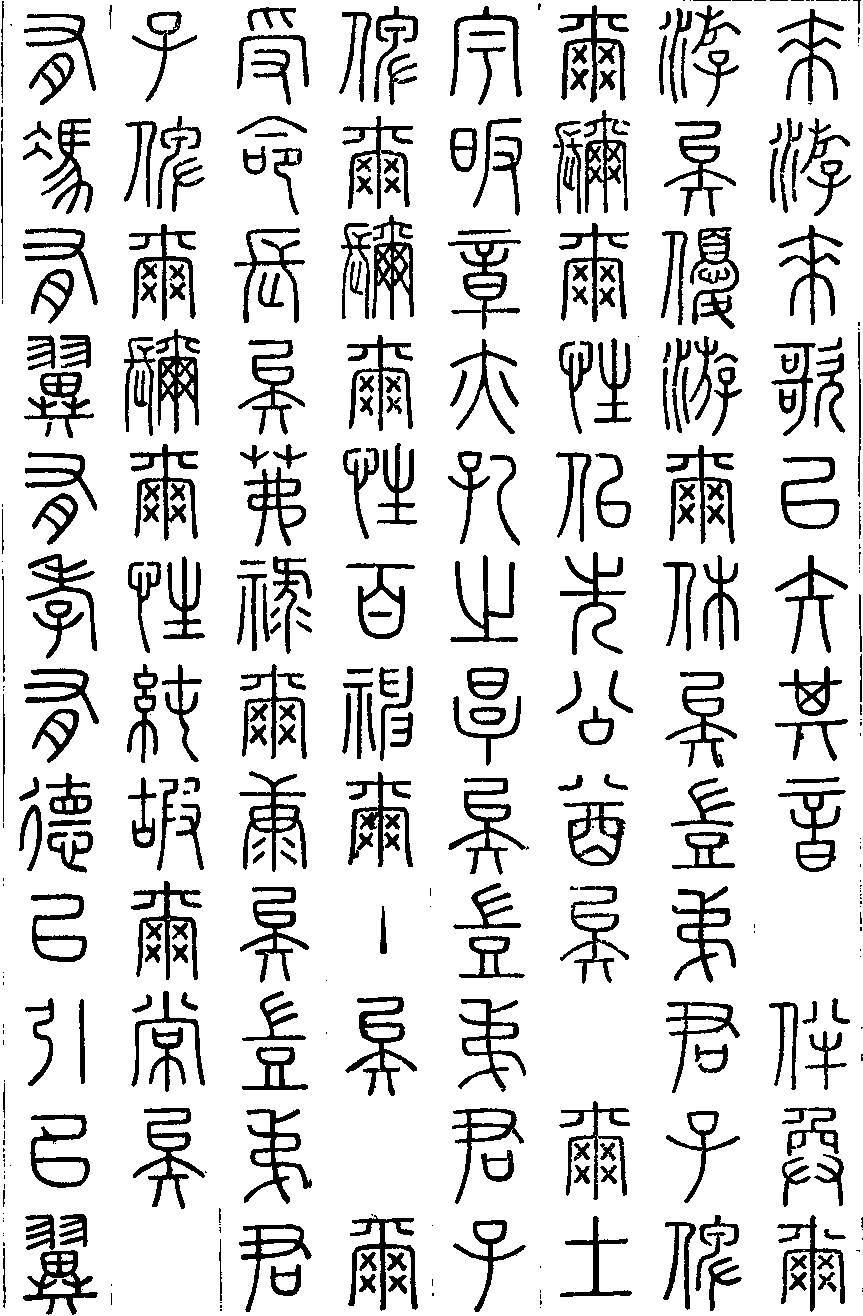 來游來歌以矢其音 伴奐爾
游矣優游爾休矣豈弟君子俾
爾彌爾性似先公酋矣 爾土
宇昄章亦孔之厚矣豈弟君子
俾爾彌爾性百神爾主矣 爾
受命長矣茀祿爾康矣豈弟君
子俾爾彌爾性純嘏爾常矣
有馮有翼有孝有德以引以翼